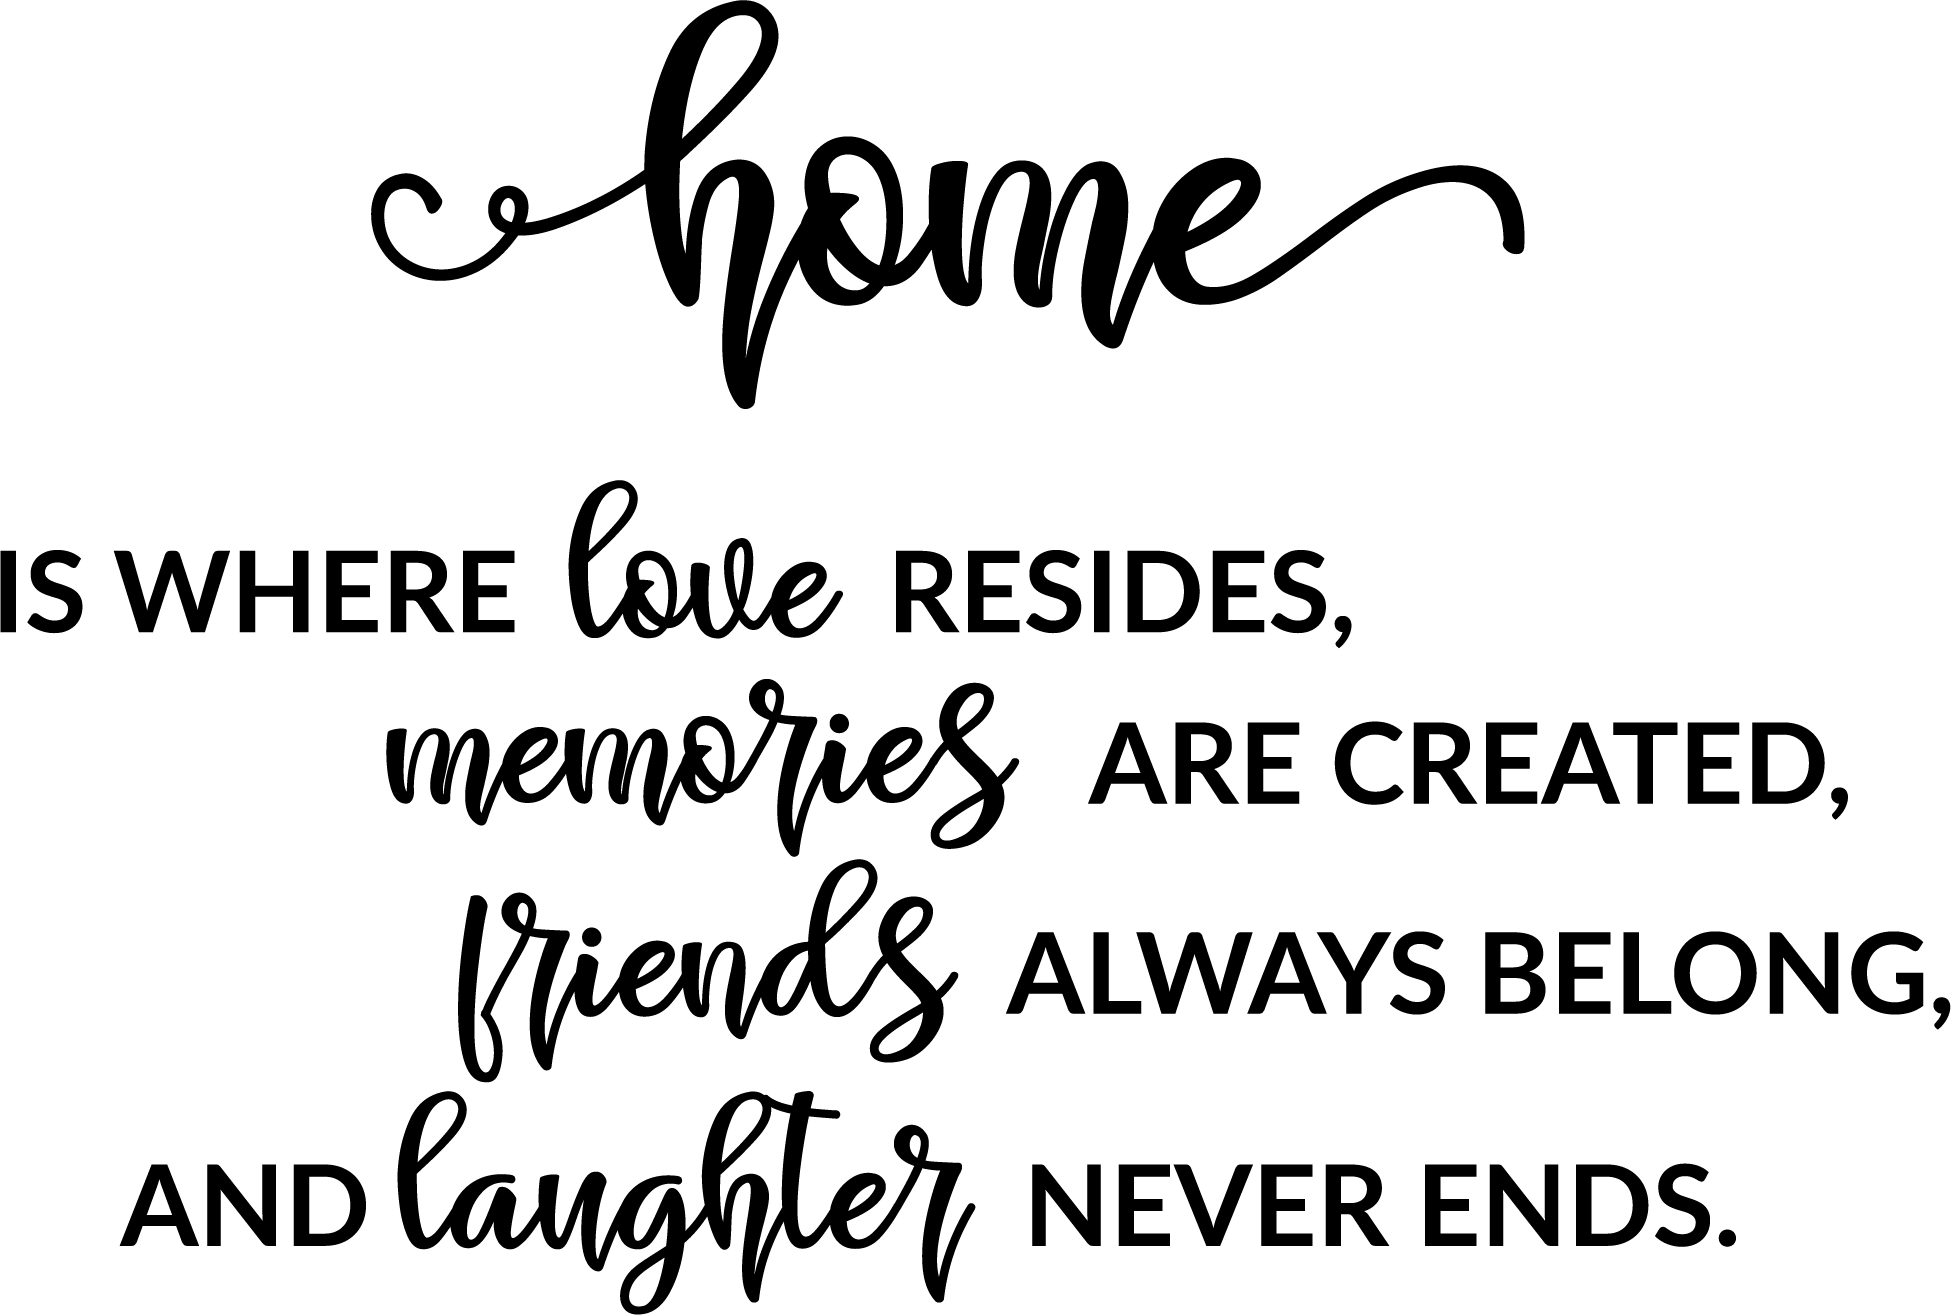 home
IS WHERE love RESIDES,
memories ARE CREATED,
friends ALWAYS BELONG,
AND laughter NEVER ENDS.